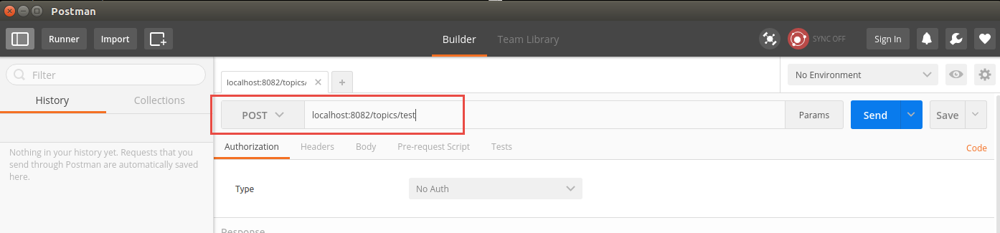 Postman
Runner Import Builder Team Library SYNC OFF Sign In
Filter
History Collections
Nothing in your history yet. Requests that you
send through Postman are automatically saved
here.
localhost:8082/topics/ No Environment
POST localhost:8082/topics/test Params Send Save
Authorization Headers Body Pre-request Script Tests Code
Type No Auth
Response